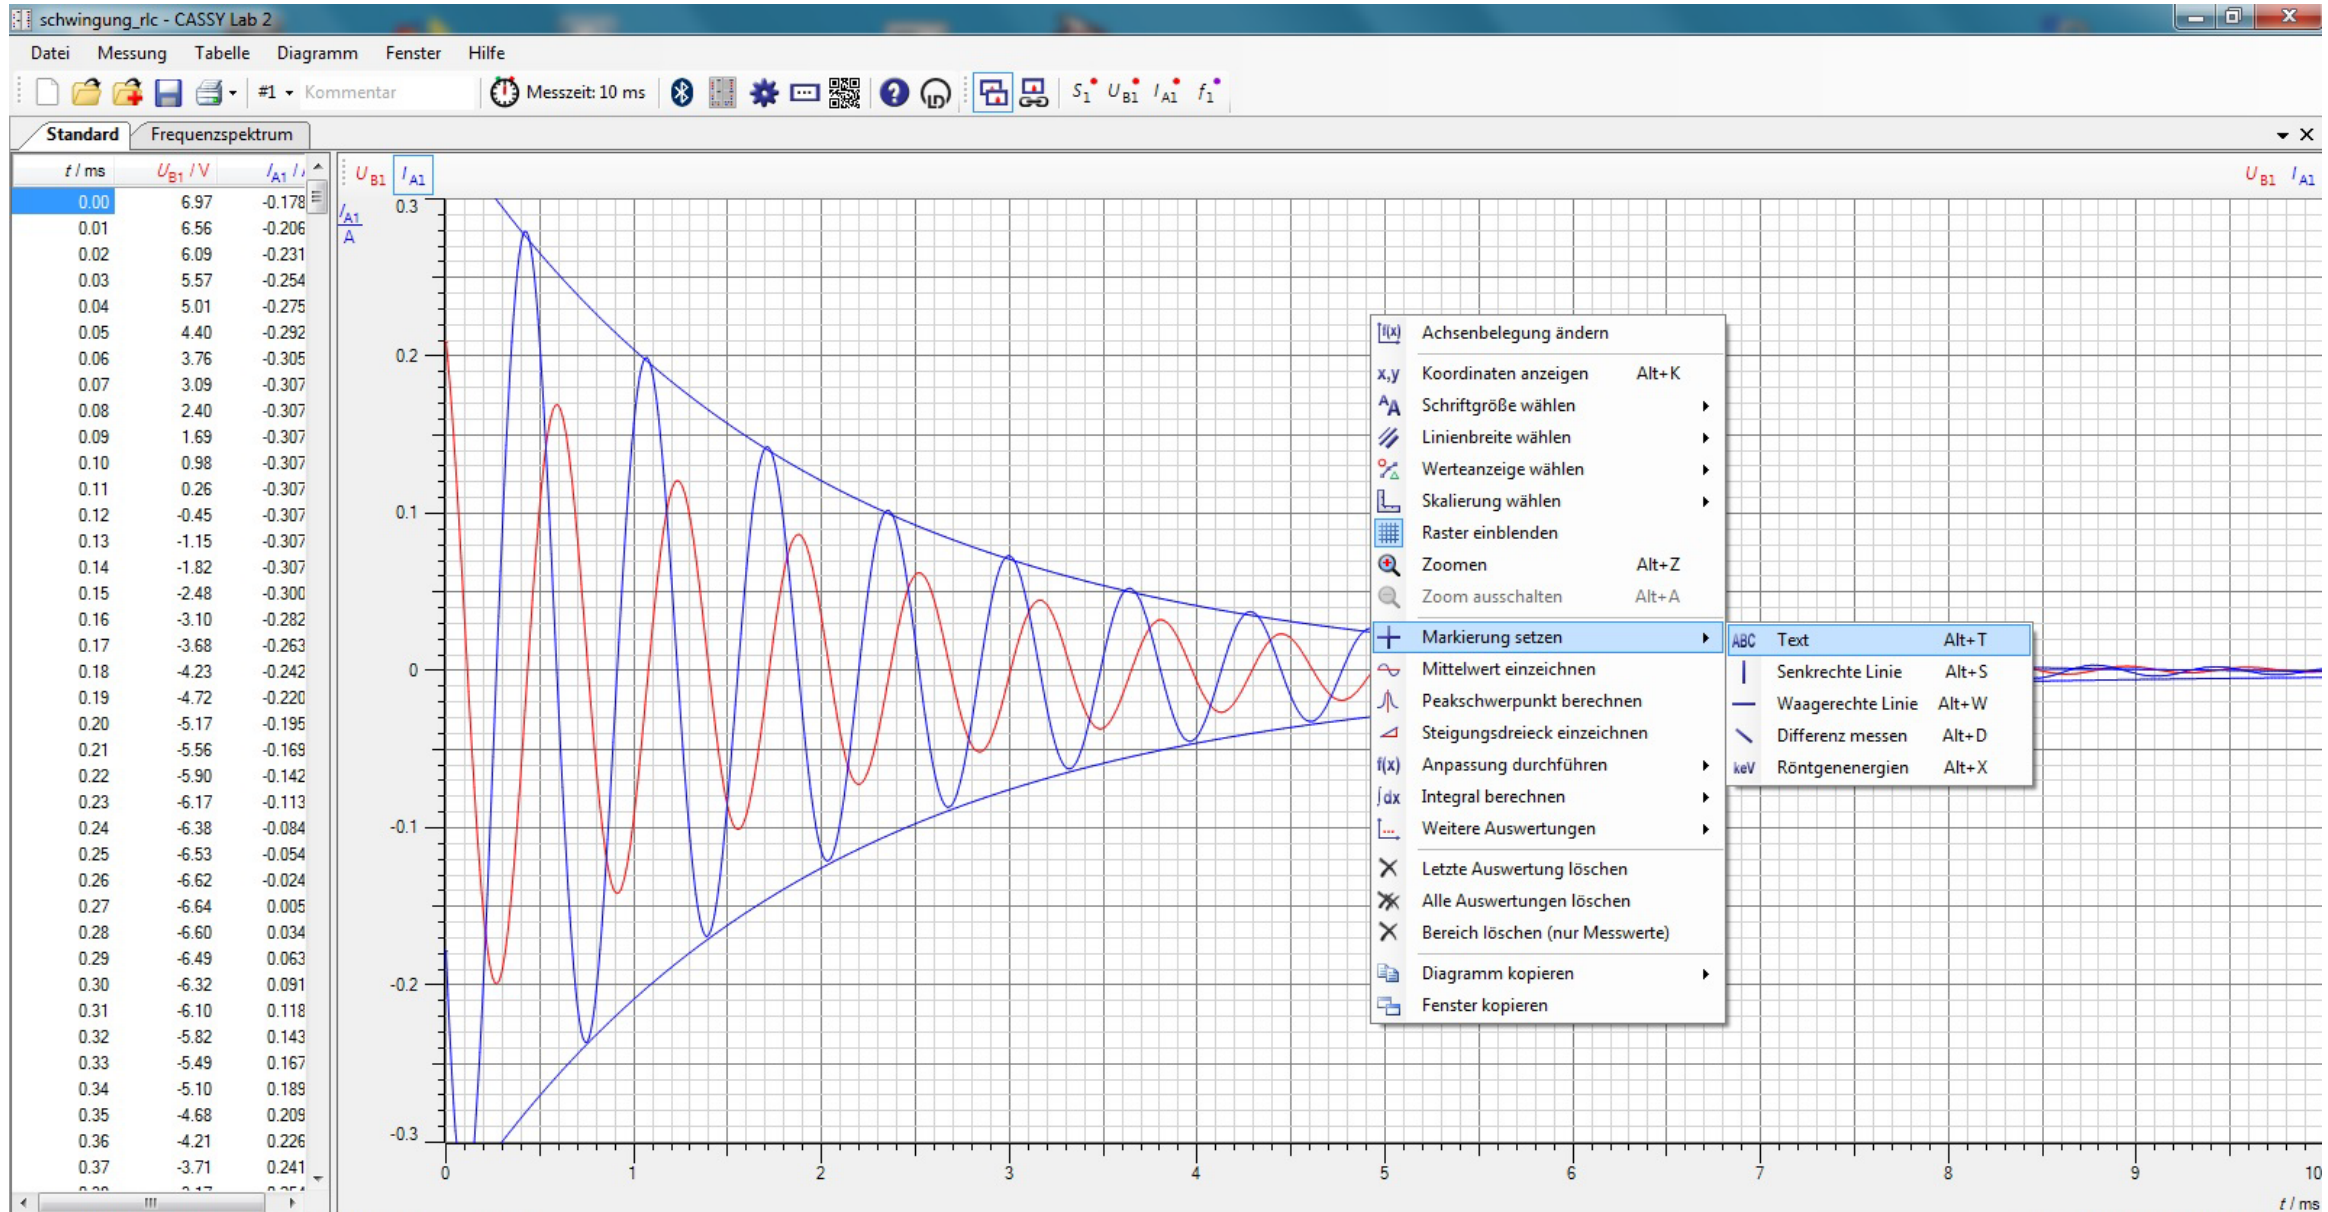 schwingung_rlc - CASSY Lab 2
Datei Messung Tabelle Diagramm Fenster Hilfe
#1 Kommentar Messzeit: 10 ms S1 UB1 IA1 f1
Standard Frequenzspektrum
t / ms UB1 / V IA1 /
0.00 6.97 -0.178
0.01 6.56 -0.206
0.02 6.09 -0.231
0.03 5.57 -0.254
0.04 5.01 -0.275
0.05 4.40 -0.292
0.06 3.76 -0.305
0.07 3.09 -0.307
0.08 2.40 -0.307
0.09 1.69 -0.307
0.10 0.98 -0.307
0.11 0.26 -0.307
0.12 -0.45 -0.307
0.13 -1.15 -0.307
0.14 -1.82 -0.307
0.15 -2.48 -0.300
0.16 -3.10 -0.282
0.17 -3.68 -0.263
0.18 -4.23 -0.242
0.19 -4.72 -0.220
0.20 -5.17 -0.195
0.21 -5.56 -0.169
0.22 -5.90 -0.142
0.23 -6.17 -0.113
0.24 -6.38 -0.084
0.25 -6.53 -0.054
0.26 -6.62 -0.024
0.27 -6.64 0.005
0.28 -6.60 0.034
0.29 -6.49 0.063
0.30 -6.32 0.091
0.31 -6.10 0.118
0.32 -5.82 0.143
0.33 -5.49 0.167
0.34 -5.10 0.189
0.35 -4.68 0.209
0.36 -4.21 0.226
0.37 -3.71 0.241
UB1 IA1
UB1 IA1
IA1
A
0.3
0.2
0.1
0
-0.1
-0.2
-0.3
0 1 2 3 4 5 6 7 8 9 10
t / ms
f(x) Achsenbelegung ändern
x,y Koordinaten anzeigen Alt+K
AA Schriftgröße wählen
Linienbreite wählen
Werteanzeige wählen
Skalierung wählen
Raster einblenden
Zoomen Alt+Z
Zoom ausschalten Alt+A
Markierung setzen
Mittelwert einzeichnen
Peakschwerpunkt berechnen
Steigungsdreieck einzeichnen
f(x) Anpassung durchführen
∫dx Integral berechnen
Weitere Auswertungen
Letzte Auswertung löschen
Alle Auswertungen löschen
Bereich löschen (nur Messwerte)
Diagramm kopieren
Fenster kopieren
ABC Text Alt+T
Senkrechte Linie Alt+S
Waagerechte Linie Alt+W
Differenz messen Alt+D
keV Röntgenenergien Alt+X